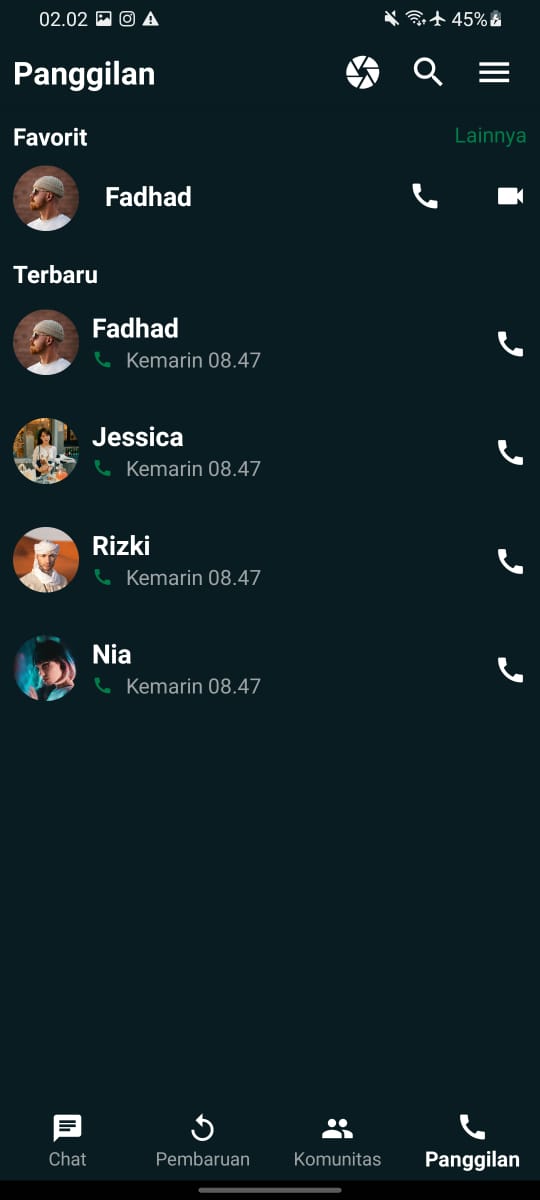 02.02 45%
Panggilan
Favorit Lainnya
Fadhad
Terbaru
Fadhad
Kemarin 08.47
Jessica
Kemarin 08.47
Rizki
Kemarin 08.47
Nia
Kemarin 08.47
Chat Pembaruan Komunitas Panggilan